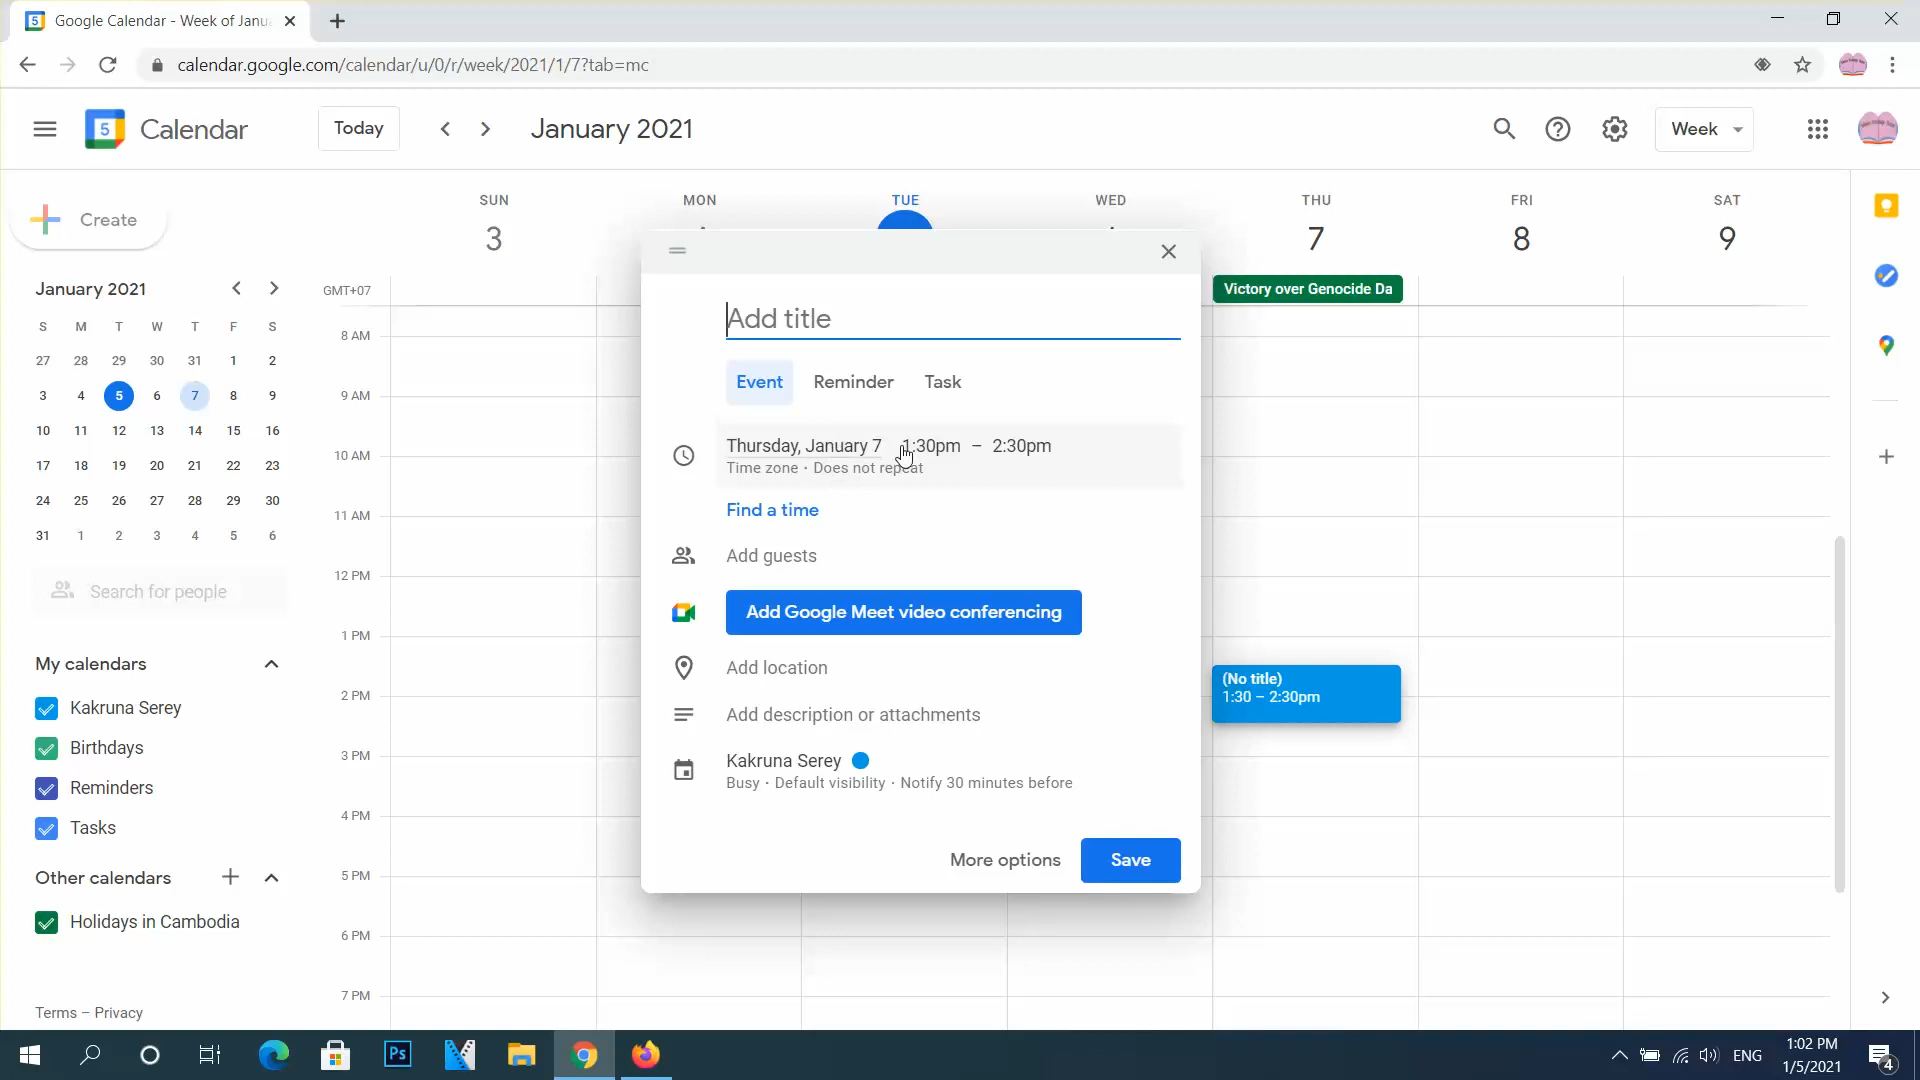 Google Calendar - Week of Janu
calendar.google.com/calendar/u/0/r/week/2021/1/7?tab=mc
5
Calendar
Today
January 2021
Week
Create
SUN
MON
TUE
WED
THU
FRI
SAT
3
7
8
9
January 2021
S M T W T F S
27 28 29 30 31 1 2
3 4 5 6 7 8 9
10 11 12 13 14 15 16
17 18 19 20 21 22 23
24 25 26 27 28 29 30
31 1 2 3 4 5 6
Search for people
My calendars
Kakruna Serey
Birthdays
Reminders
Tasks
Other calendars
Holidays in Cambodia
Terms – Privacy
GMT+07
8 AM
9 AM
10 AM
11 AM
12 PM
1 PM
2 PM
3 PM
4 PM
5 PM
6 PM
7 PM
Add title
Event Reminder Task
Thursday, January 7 1:30pm – 2:30pm
Time zone · Does not repeat
Find a time
Add guests
Add Google Meet video conferencing
Add location
Add description or attachments
Kakruna Serey
Busy · Default visibility · Notify 30 minutes before
More options
Save
Victory over Genocide Da
(No title)
1:30 – 2:30pm
Ps
ENG
1:02 PM
1/5/2021
4